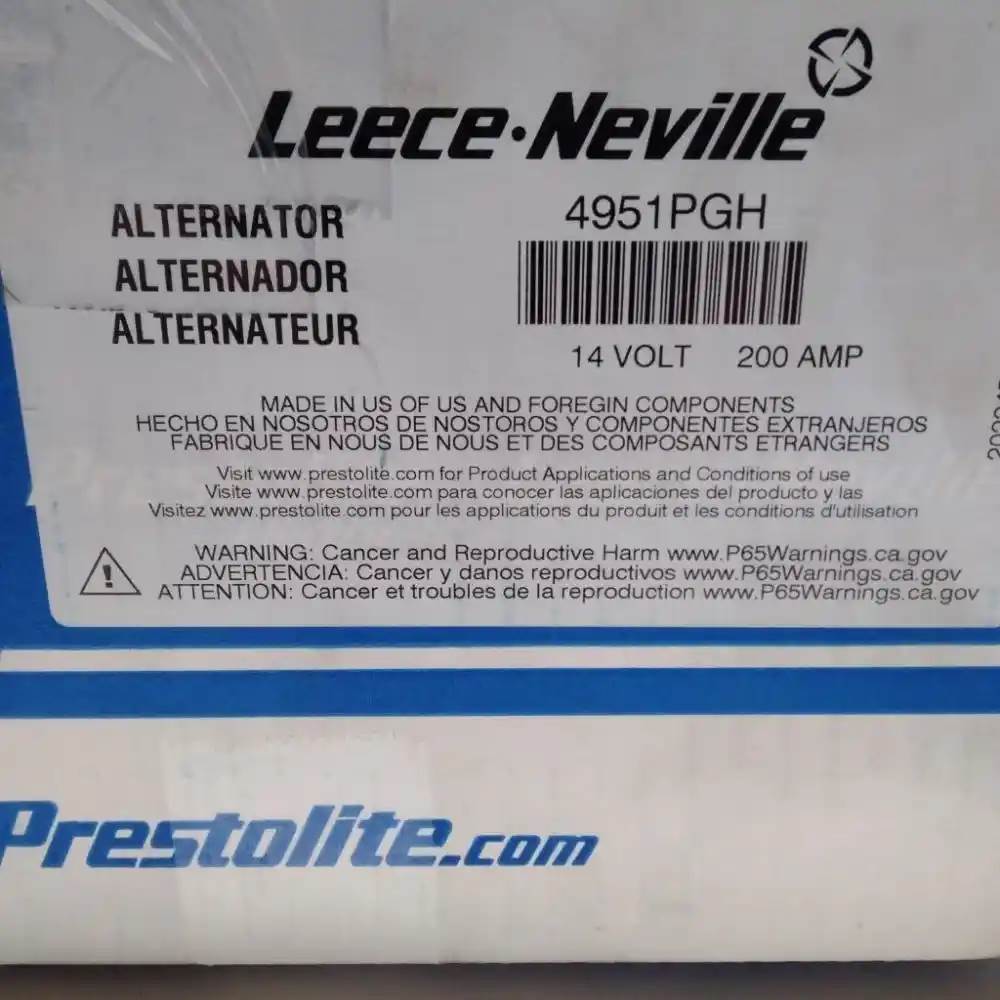 Leece·Neville
4951PGH
ALTERNATOR
ALTERNADOR
ALTERNATEUR
14 VOLT 200 AMP
MADE IN US OF US AND FOREGIN COMPONENTS
HECHO EN NOSOTROS DE NOSTOROS Y COMPONENTES EXTRANJEROS
FABRIQUE EN NOUS DE NOUS ET DES COMPOSANTS ETRANGERS
Visit www.prestolite.com for Product Applications and Conditions of use
Visite www.prestolite.com para conocer las aplicaciones del producto y las
Visitez www.prestolite.com pour les applications du produit et les conditions d'utilisation
WARNING: Cancer and Reproductive Harm www.P65Warnings.ca.gov
ADVERTENCIA: Cancer y danos reproductivos www.P65Warnings.ca.gov
ATTENTION: Cancer et troubles de la reproduction www.P65Warnings.ca.gov
Prestolite.com